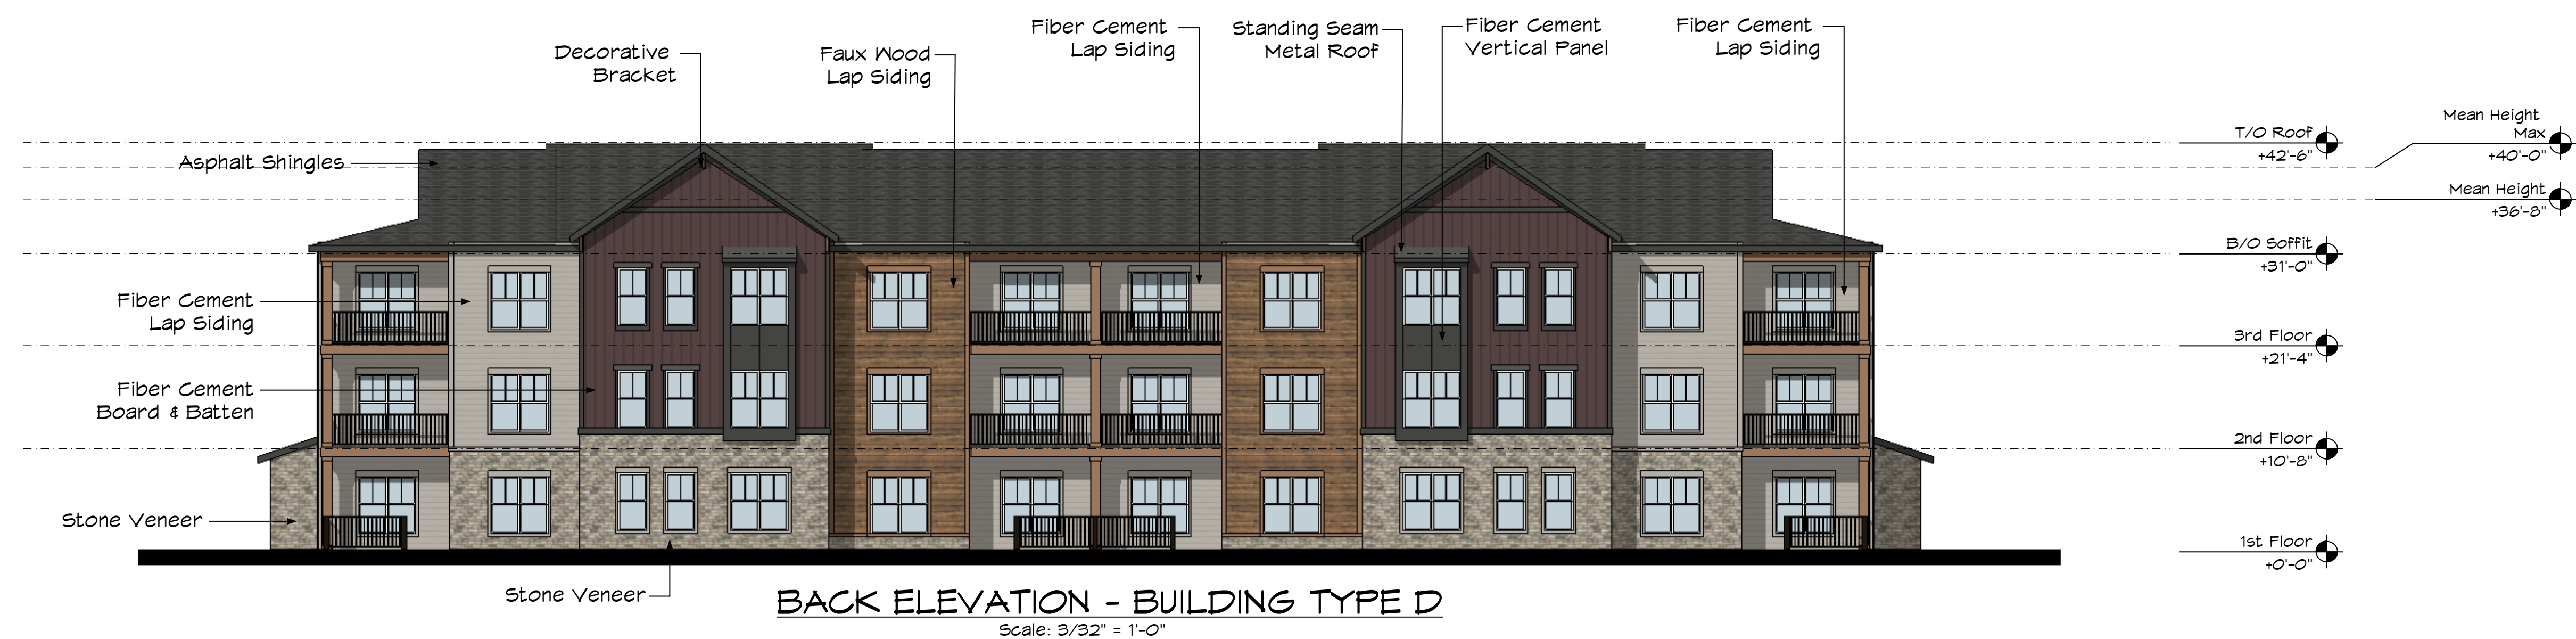 Decorative
Bracket
Faux Wood
Lap Siding
Fiber Cement
Lap Siding
Standing Seam
Metal Roof
Fiber Cement
Vertical Panel
Fiber Cement
Lap Siding
Asphalt Shingles
Fiber Cement
Lap Siding
Fiber Cement
Board & Batten
Stone Veneer
Stone Veneer
T/O Roof
+42'-6"
Mean Height
Max
+40'-0"
Mean Height
+36'-8"
B/O Soffit
+31'-0"
3rd Floor
+21'-4"
2nd Floor
+10'-8"
1st Floor
+0'-0"
BACK ELEVATION - BUILDING TYPE D
Scale: 3/32" = 1'-0"